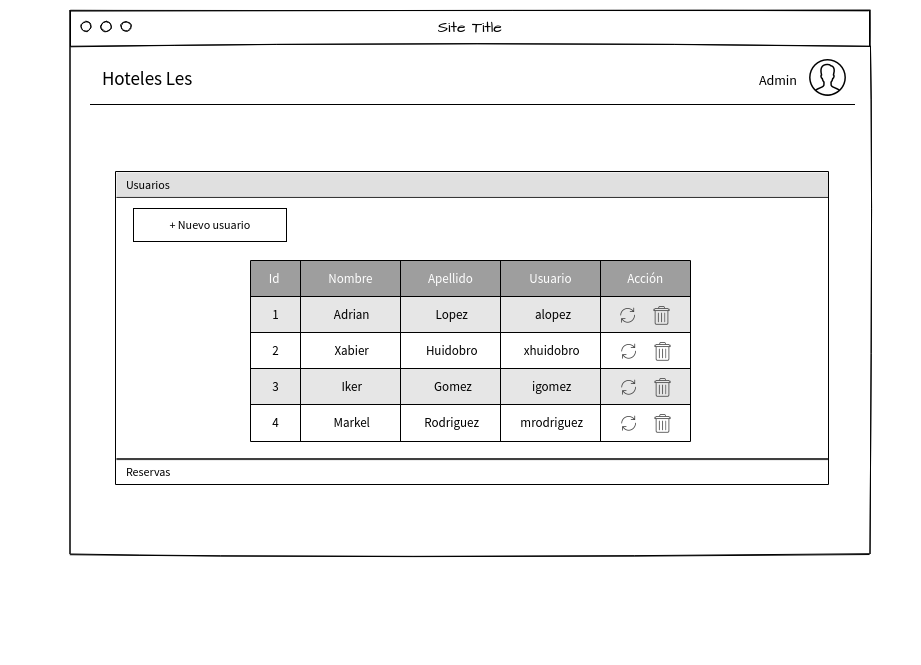 Site Title
Hoteles Les
Admin
Usuarios
+ Nuevo usuario
Id Nombre Apellido Usuario Acción
1 Adrian Lopez alopez
2 Xabier Huidobro xhuidobro
3 Iker Gomez igomez
4 Markel Rodriguez mrodriguez
Reservas